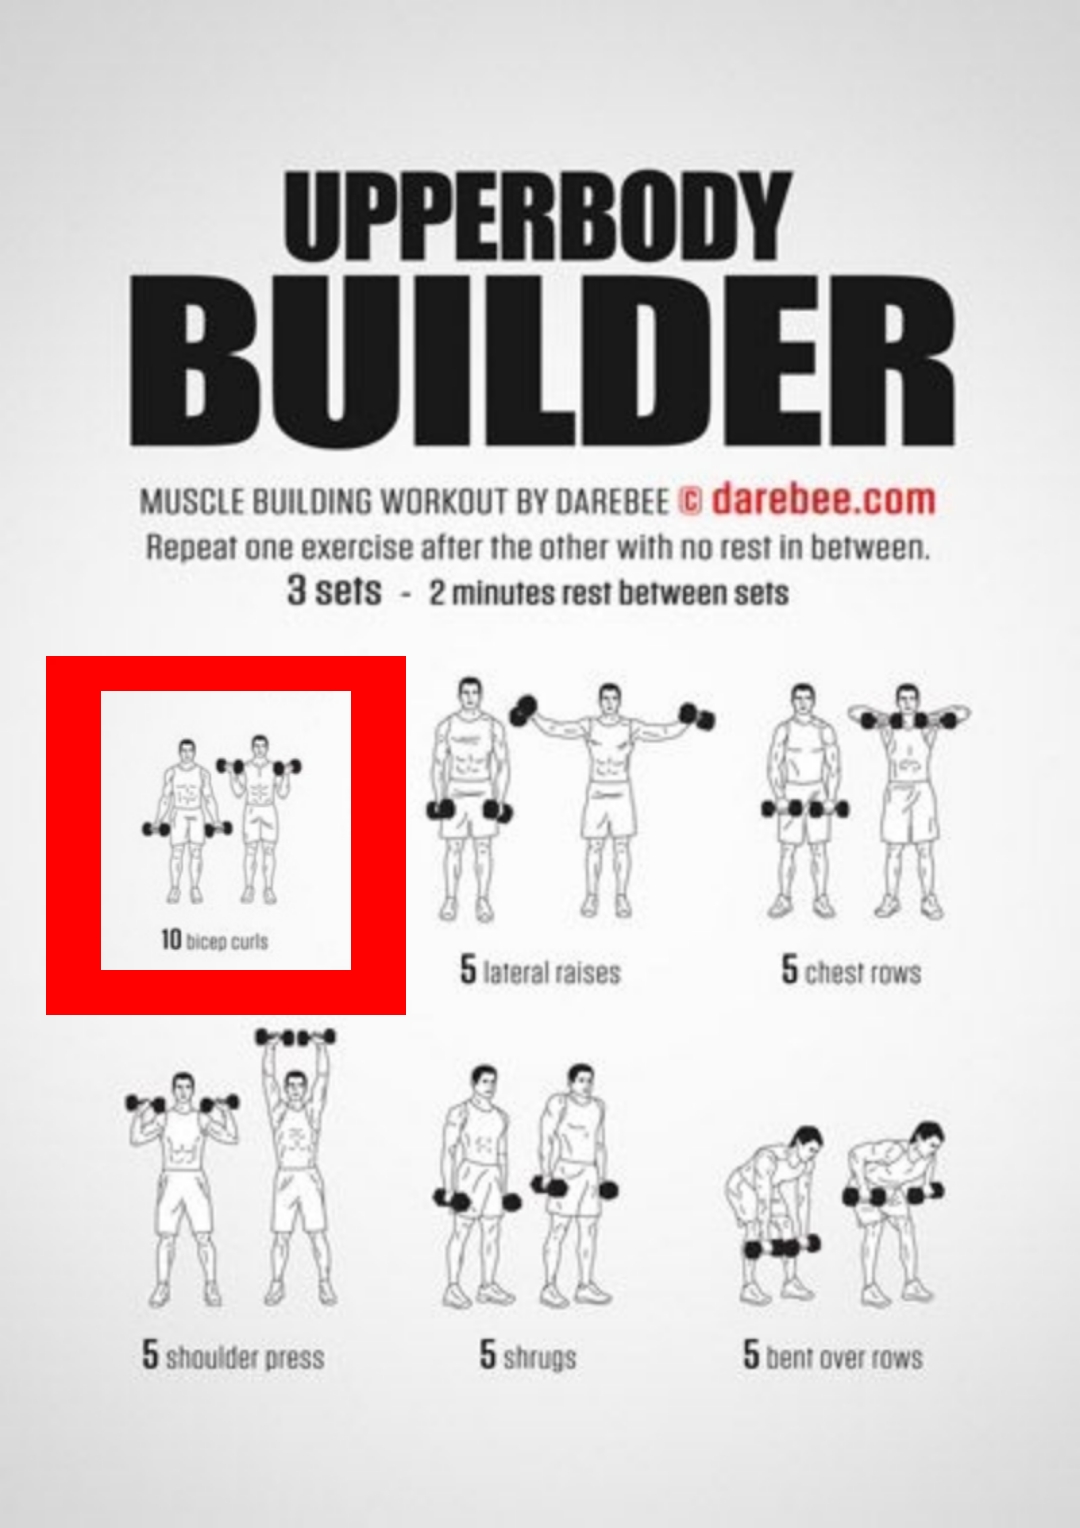 UPPERBODY
BUILDER
MUSCLE BUILDING WORKOUT BY DAREBEE © darebee.com
Repeat one exercise after the other with no rest in between.
3 sets - 2 minutes rest between sets
10 bicep curls
5 lateral raises
5 chest rows
5 shoulder press
5 shrugs
5 bent over rows